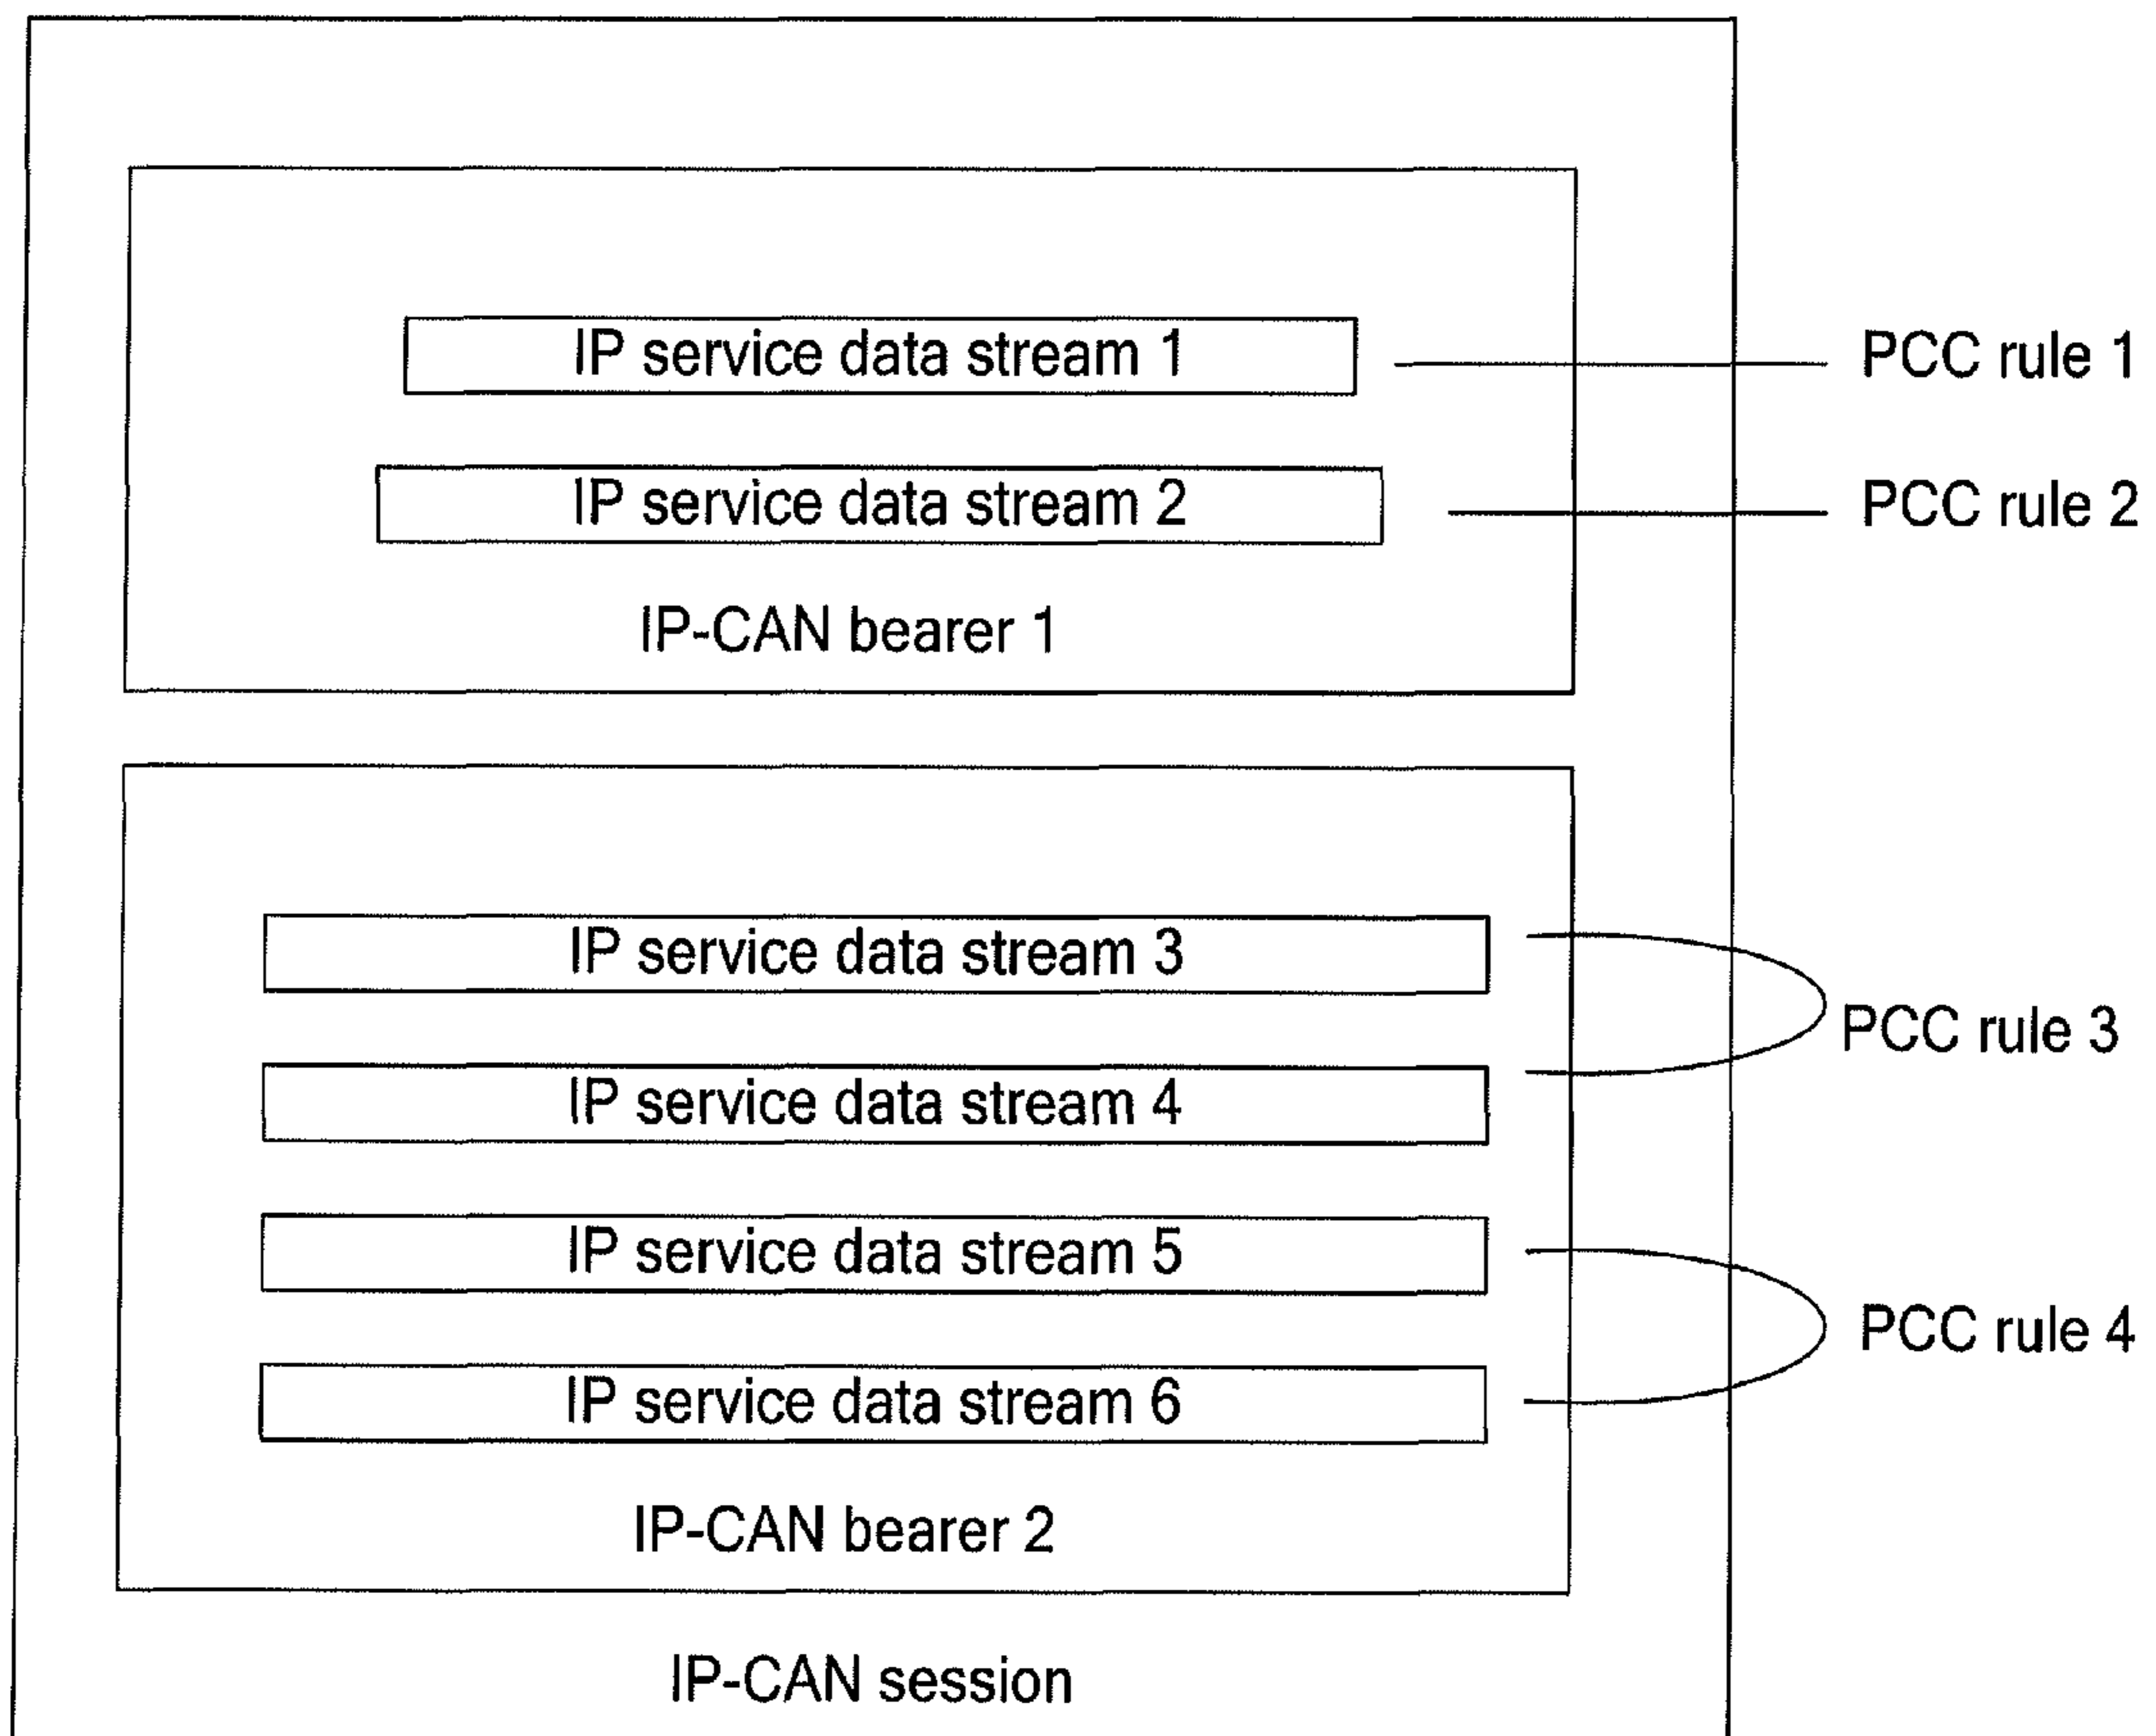 IP service data stream 1
PCC rule 1
IP service data stream 2
PCC rule 2
IP-CAN bearer 1
IP service data stream 3
PCC rule 3
IP service data stream 4
IP service data stream 5
PCC rule 4
IP service data stream 6
IP-CAN bearer 2
IP-CAN session